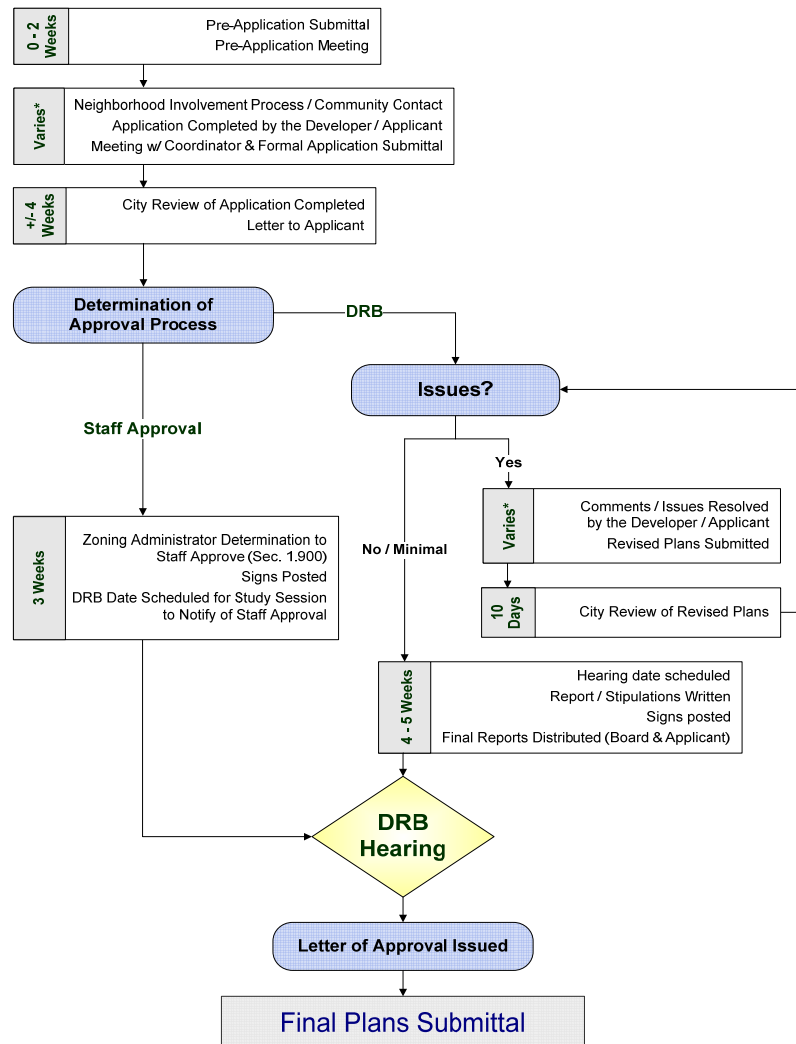 0 - 2
Weeks
Pre-Application Submittal
Pre-Application Meeting
Varies*
Neighborhood Involvement Process / Community Contact
Application Completed by the Developer / Applicant
Meeting w/ Coordinator & Formal Application Submittal
+/- 4
Weeks
City Review of Application Completed
Letter to Applicant
Determination of
Approval Process
DRB
Issues?
Staff Approval
Yes
No / Minimal
Varies*
Comments / Issues Resolved
by the Developer / Applicant
Revised Plans Submitted
3 Weeks
Zoning Administrator Determination to
Staff Approve (Sec. 1.900)
Signs Posted
DRB Date Scheduled for Study Session
to Notify of Staff Approval
10
Days
City Review of Revised Plans
4 - 5 Weeks
Hearing date scheduled
Report / Stipulations Written
Signs posted
Final Reports Distributed (Board & Applicant)
DRB
Hearing
Letter of Approval Issued
Final Plans Submittal